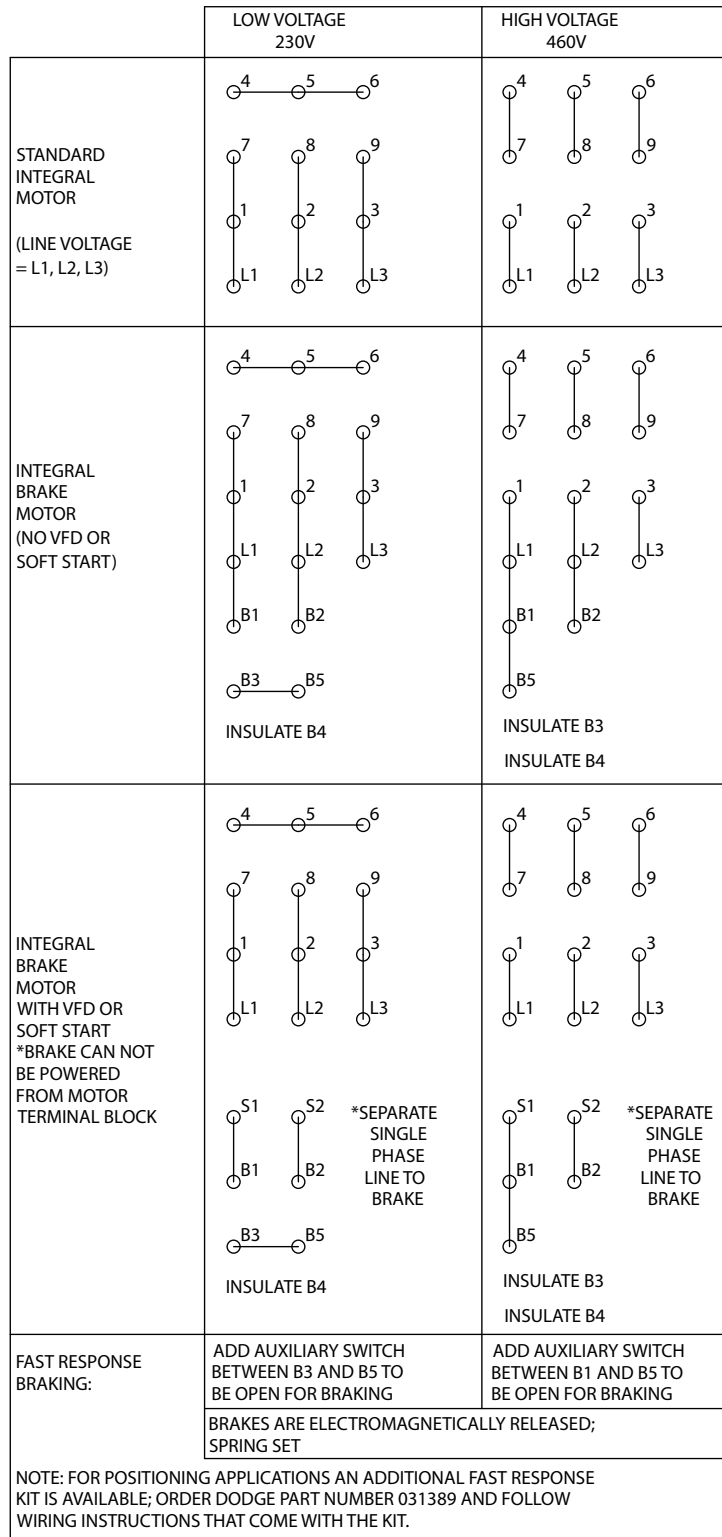 LOW VOLTAGE
230V
HIGH VOLTAGE
460V
STANDARD
INTEGRAL
MOTOR
(LINE VOLTAGE
= L1, L2, L3)
4 5 6
7 8 9
1 2 3
L1 L2 L3
4 5 6
7 8 9
1 2 3
L1 L2 L3
INTEGRAL
BRAKE
MOTOR
(NO VFD OR
SOFT START)
4 5 6
7 8 9
1 2 3
L1 L2 L3
B1 B2
B3 B5
INSULATE B4
4 5 6
7 8 9
1 2 3
L1 L2 L3
B1 B2
B5
INSULATE B3
INSULATE B4
INTEGRAL
BRAKE
MOTOR
WITH VFD OR
SOFT START
*BRAKE CAN NOT
BE POWERED
FROM MOTOR
TERMINAL BLOCK
4 5 6
7 8 9
1 2 3
L1 L2 L3
S1 S2
B1 B2
*SEPARATE
SINGLE
PHASE
LINE TO
BRAKE
B3 B5
INSULATE B4
4 5 6
7 8 9
1 2 3
L1 L2 L3
S1 S2
B1 B2
*SEPARATE
SINGLE
PHASE
LINE TO
BRAKE
B5
INSULATE B3
INSULATE B4
FAST RESPONSE
BRAKING:
ADD AUXILIARY SWITCH
BETWEEN B3 AND B5 TO
BE OPEN FOR BRAKING
ADD AUXILIARY SWITCH
BETWEEN B1 AND B5 TO
BE OPEN FOR BRAKING
BRAKES ARE ELECTROMAGNETICALLY RELEASED;
SPRING SET
NOTE: FOR POSITIONING APPLICATIONS AN ADDITIONAL FAST RESPONSE
KIT IS AVAILABLE; ORDER DODGE PART NUMBER 031389 AND FOLLOW
WIRING INSTRUCTIONS THAT COME WITH THE KIT.